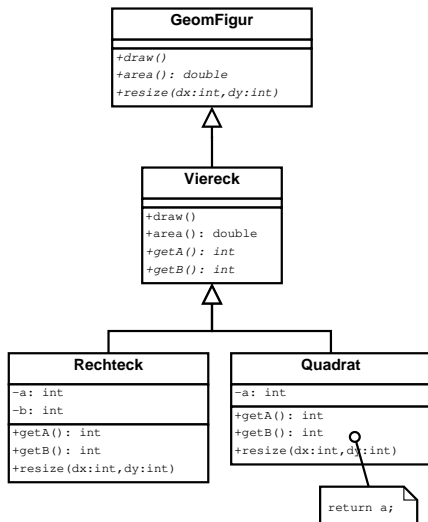 GeomFigur
+draw()
+area(): double
+resize(dx:int,dy:int)
Viereck
+draw()
+area(): double
+getA(): int
+getB(): int
Rechteck
-a: int
-b: int
+getA(): int
+getB(): int
+resize(dx:int,dy:int)
Quadrat
-a: int
+getA(): int
+getB(): int
+resize(dx:int,dy:int)
return a;